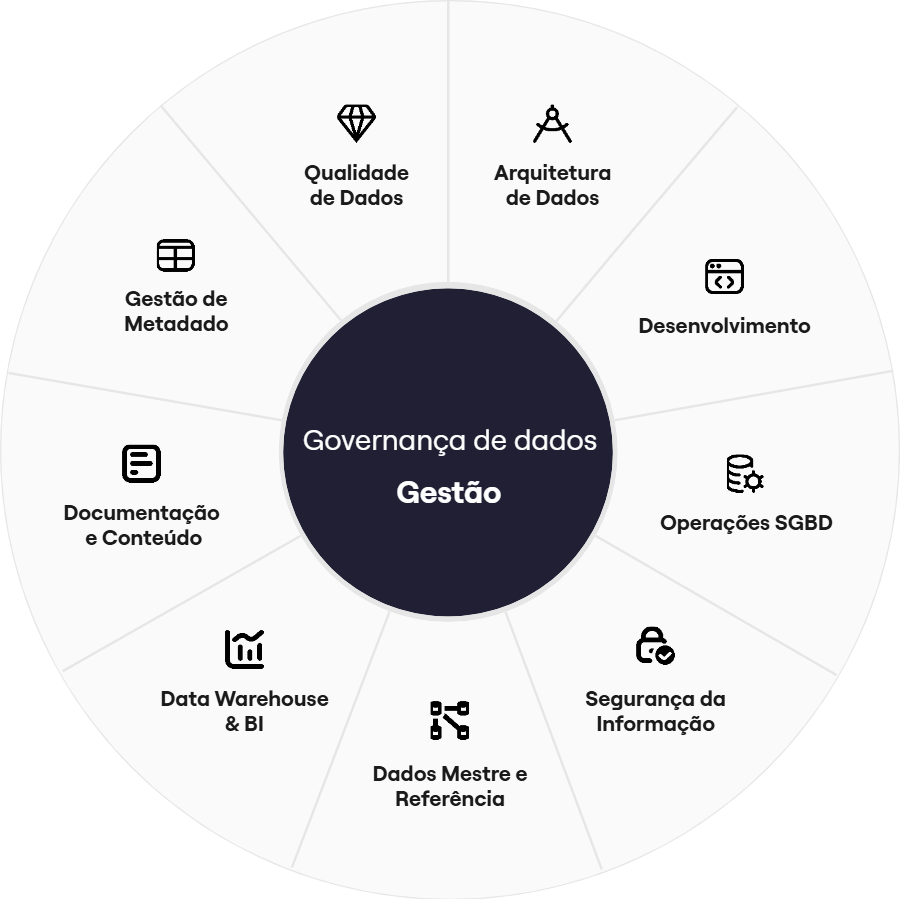 Qualidade
de Dados
Arquitetura
de Dados
Gestão de
Metadado
Desenvolvimento
Governança de dados
Gestão
Documentação
e Conteúdo
Operações SGBD
Data Warehouse
& BI
Segurança da
Informação
Dados Mestre e
Referência